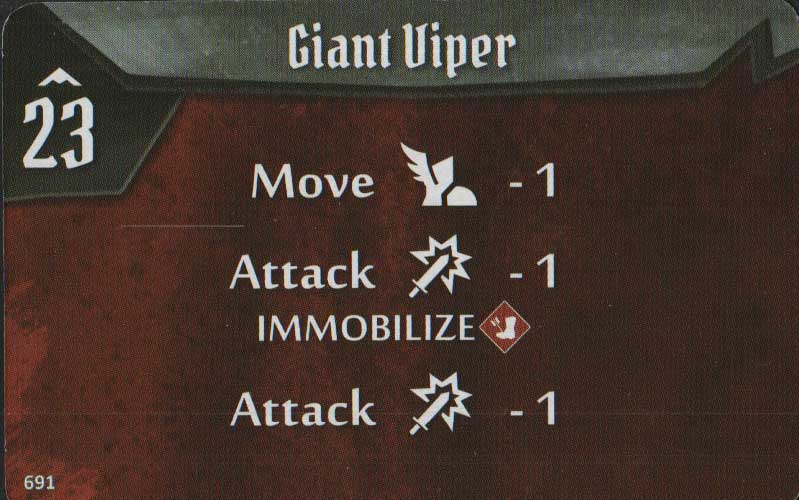 Giant Viper
23
Move - 1
Attack - 1
IMMOBILIZE
Attack - 1
691